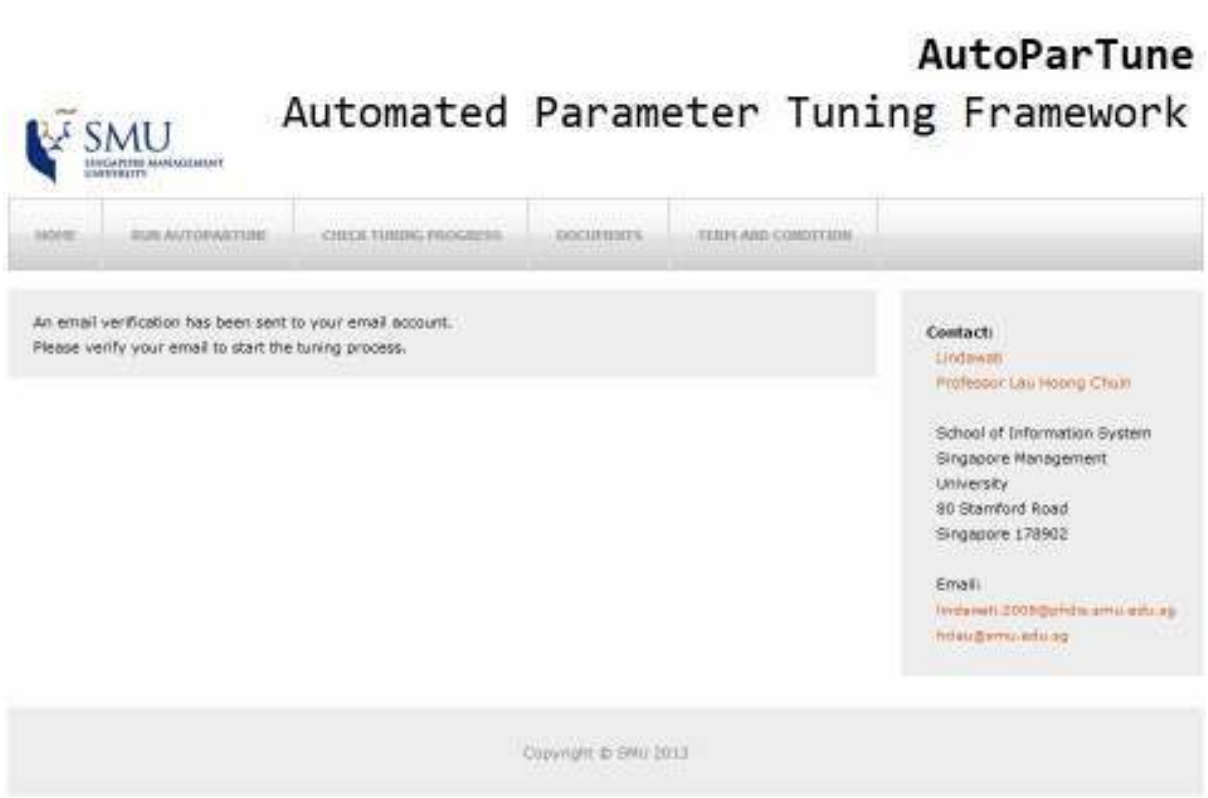 AutoParTune
Automated Parameter Tuning Framework
SMU
SINGAPORE MANAGEMENT
UNIVERSITY
HOME RUN AUTOPARTUNE CHECK TUNING PROGRESS DOCUMENTS TERM AND CONDITION
An email verification has been sent to your email account.
Please verify your email to start the tuning process.
Contact:
Lindawati
Professor Lau Hoong Chuin
School of Information System
Singapore Management
University
80 Stamford Road
Singapore 178902
Email:
hclau@smu.edu.sg
Copyright © SMU 2013